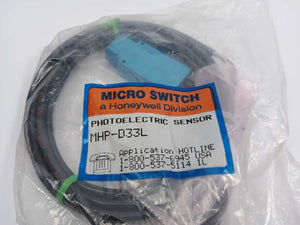 MICRO SWITCH
a Honeywell Division
PHOTOELECTRIC SENSOR
MHP-D33L
Application HOTLINE
1-800-537-6945 USA
1-800-537-5114 IL